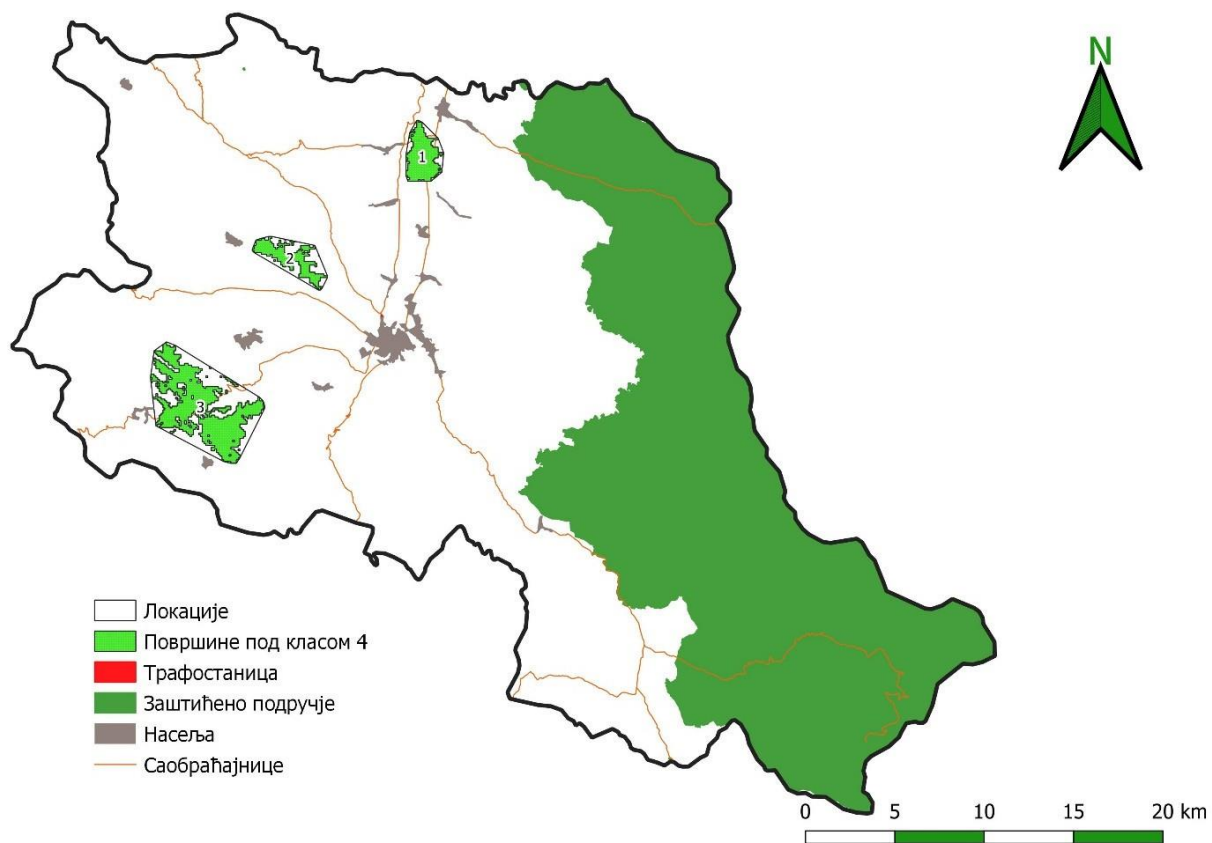 N
1
2
3
Локације
Површине под класом 4
Трафостаница
Заштићено подручје
Насеља
Саобраћајнице
0 5 10 15 20 km